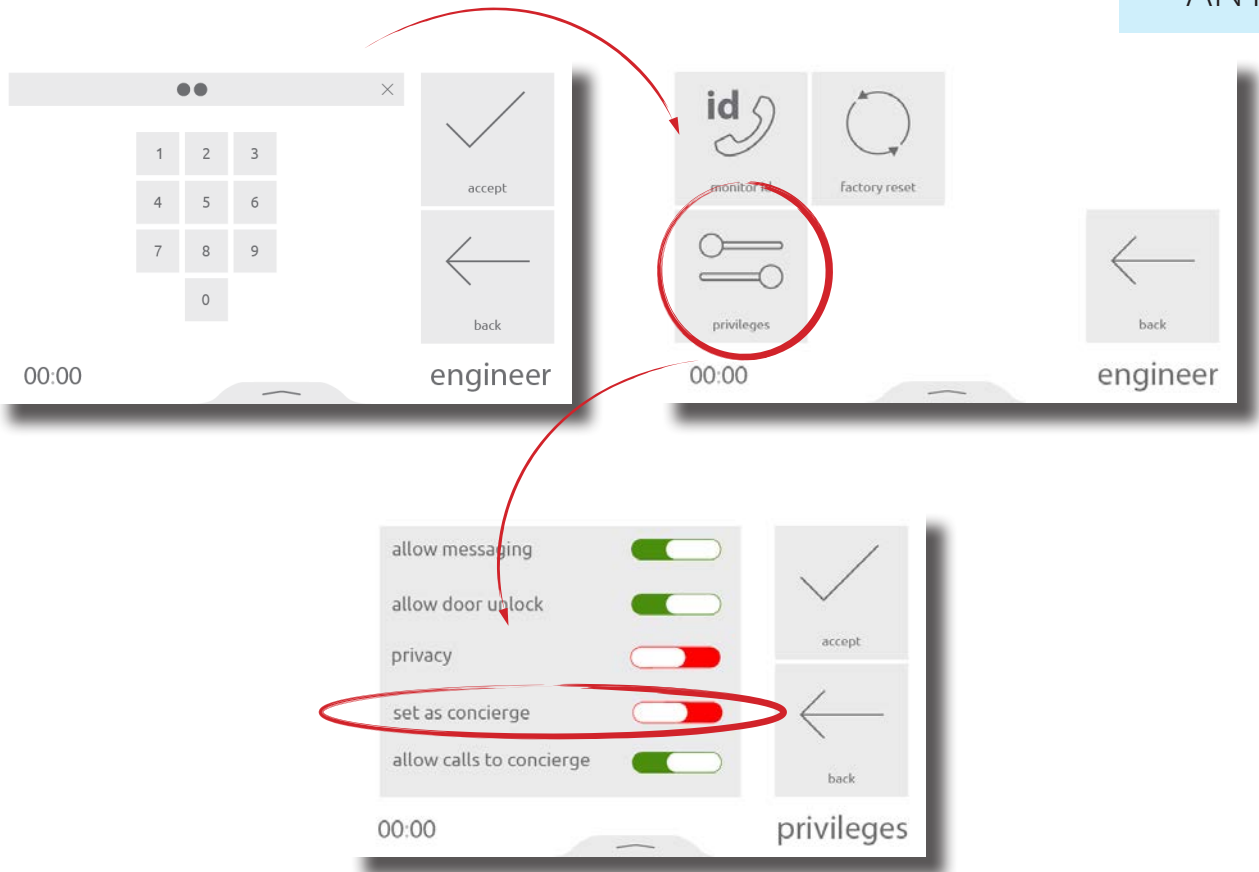 ×
1 2 3
accept
4 5 6
7 8 9
0
back
00:00
engineer
id
monitor id
factory reset
privileges
back
00:00
engineer
allow messaging
allow door unlock
privacy
set as concierge
allow calls to concierge
accept
back
00:00
privileges